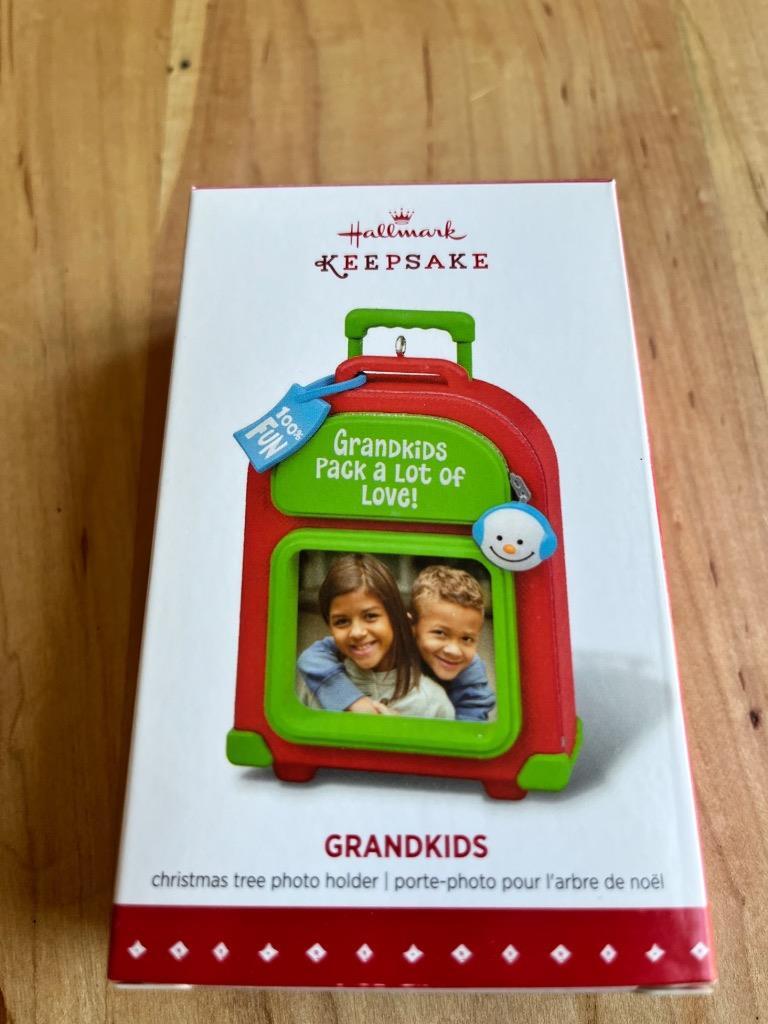 Hallmark
KEEPSAKE
100%
FUN
GRANDKIDS
PACK A LOT OF
LOVE!
GRANDKIDS
christmas tree photo holder | porte-photo pour l'arbre de noël